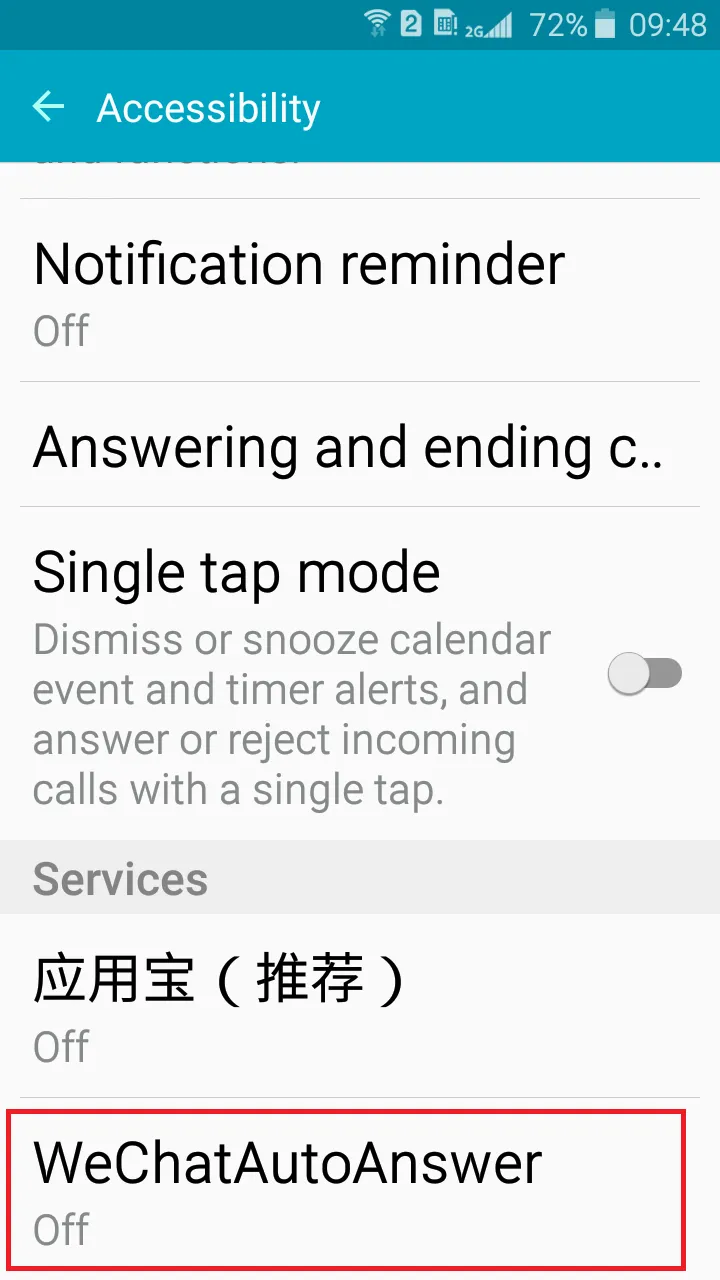 2 2G 72% 09:48
Accessibility
Notification reminder
Off
Answering and ending c..
Single tap mode
Dismiss or snooze calendar
event and timer alerts, and
answer or reject incoming
calls with a single tap.
Services
应用宝（推荐）
Off
WeChatAutoAnswer
Off